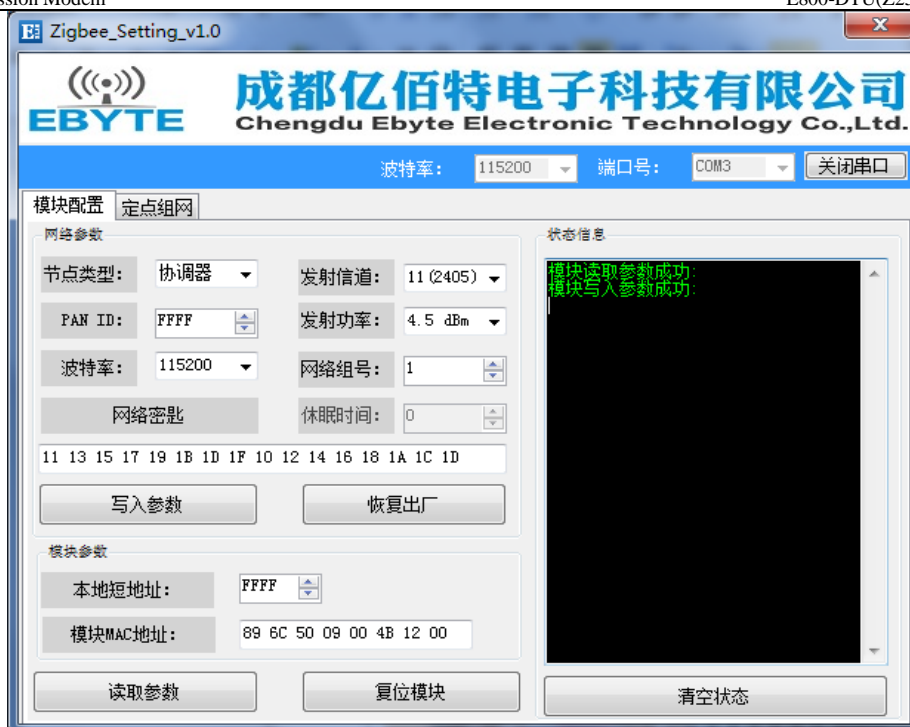 Zigbee_Setting_v1.0
EBYTE
成都亿佰特电子科技有限公司
Chengdu Ebyte Electronic Technology Co.,Ltd.
波特率: 115200 端口号: COM3 关闭串口
模块配置 定点组网
网络参数
节点类型: 协调器 发射信道: 11(2405)
PAN ID: FFFF 发射功率: 4.5 dBm
波特率: 115200 网络组号: 1
网络密匙 休眠时间: 0
11 13 15 17 19 1B 1D 1F 10 12 14 16 18 1A 1C 1D
写入参数 恢复出厂
模块参数
本地短地址: FFFF
模块MAC地址: 89 6C 50 09 00 4B 12 00
读取参数 复位模块
状态信息
模块读取参数成功:
模块写入参数成功:
清空状态